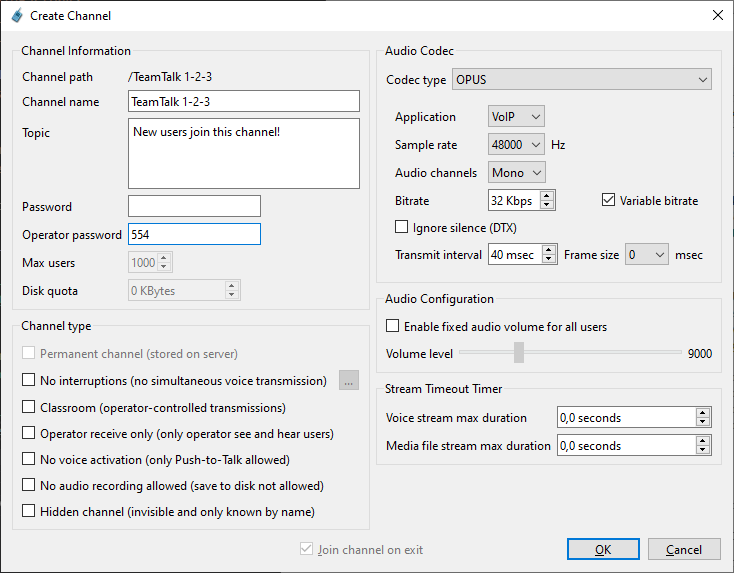 Create Channel
Channel Information
Channel path /TeamTalk 1-2-3
Channel name TeamTalk 1-2-3
Topic New users join this channel!
Password
Operator password 554
Max users 1000
Disk quota 0 KBytes
Channel type
Permanent channel (stored on server)
No interruptions (no simultaneous voice transmission) ...
Classroom (operator-controlled transmissions)
Operator receive only (only operator see and hear users)
No voice activation (only Push-to-Talk allowed)
No audio recording allowed (save to disk not allowed)
Hidden channel (invisible and only known by name)
Audio Codec
Codec type OPUS
Application VoIP
Sample rate 48000 Hz
Audio channels Mono
Bitrate 32 Kbps Variable bitrate
Ignore silence (DTX)
Transmit interval 40 msec Frame size 0 msec
Audio Configuration
Enable fixed audio volume for all users
Volume level 9000
Stream Timeout Timer
Voice stream max duration 0,0 seconds
Media file stream max duration 0,0 seconds
Join channel on exit
OK Cancel